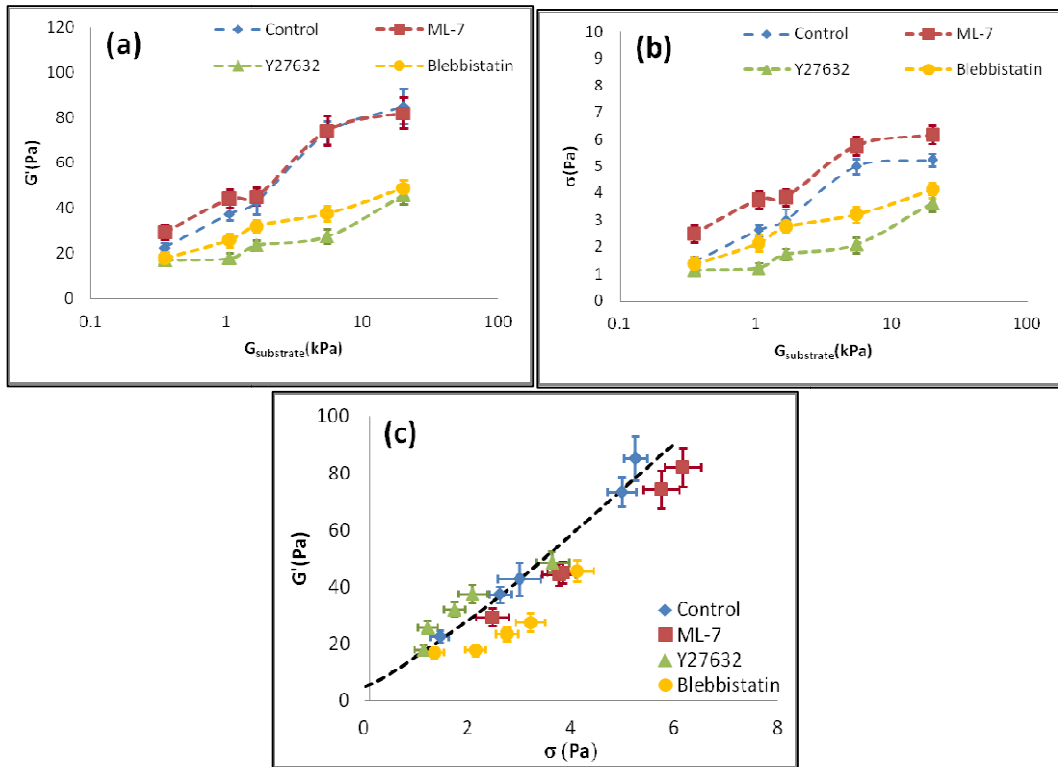 (a)
Control
ML-7
Y27632
Blebbistatin
120
100
80
60
40
20
0
G'(Pa)
0.1
1
10
100
Gsubstrate(kPa)
(b)
Control
ML-7
Y27632
Blebbistatin
10
9
8
7
6
5
4
3
2
1
0
σ(Pa)
0.1
1
10
100
Gsubstrate(kPa)
(c)
100
80
60
40
20
0
G'(Pa)
Control
ML-7
Y27632
Blebbistatin
0
2
4
6
8
σ (Pa)